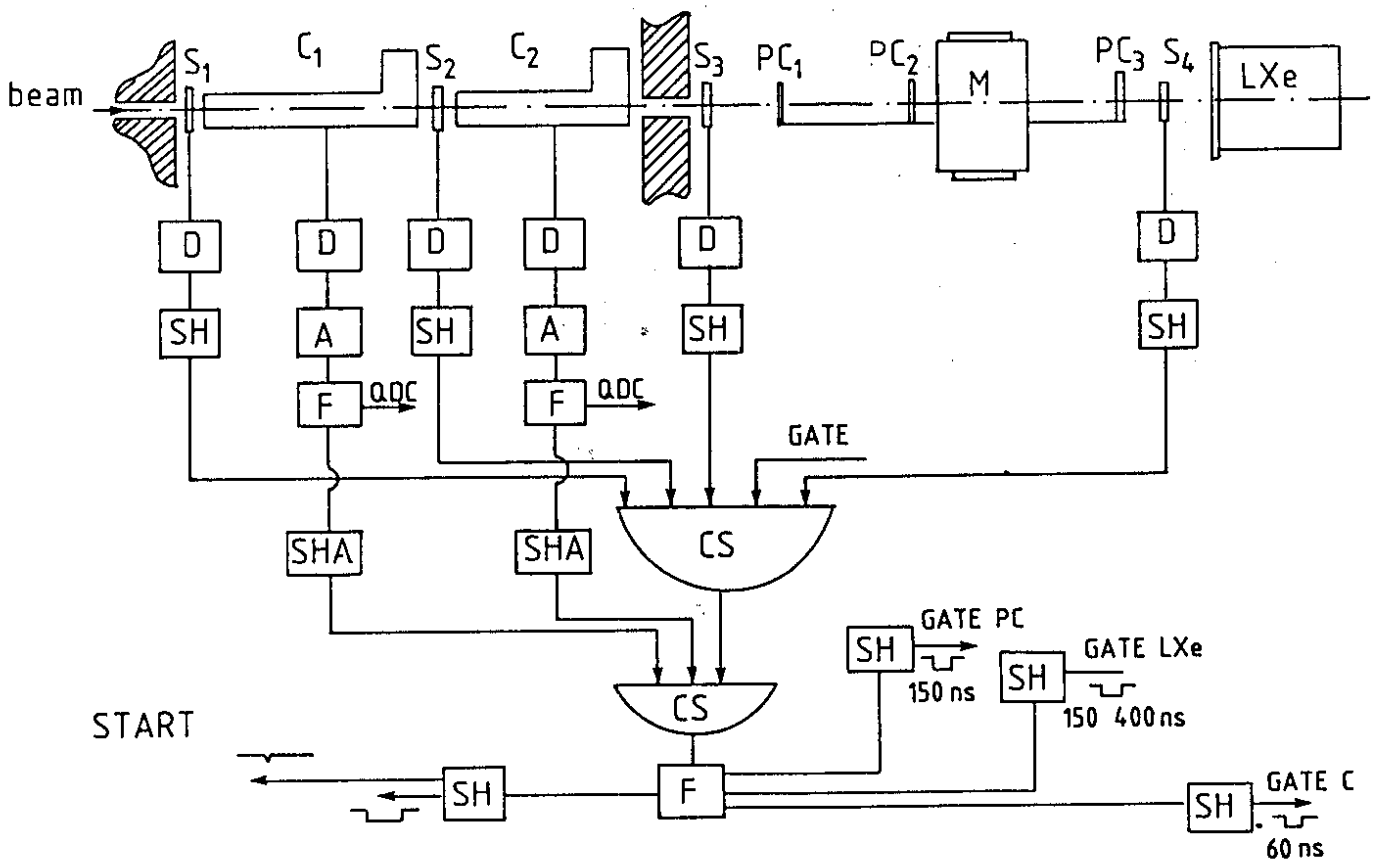 C₁
C₂
S₁
S₂
S₃
PC₁
PC₂
M
PC₃
S₄
LXe
beam
D
D
D
D
D
D
SH
A
SH
A
SH
SH
F
QDC
F
QDC
GATE
SHA
SHA
CS
GATE PC
SH
150 ns
GATE LXe
SH
150 400 ns
CS
START
SH
F
GATE C
SH
60 ns